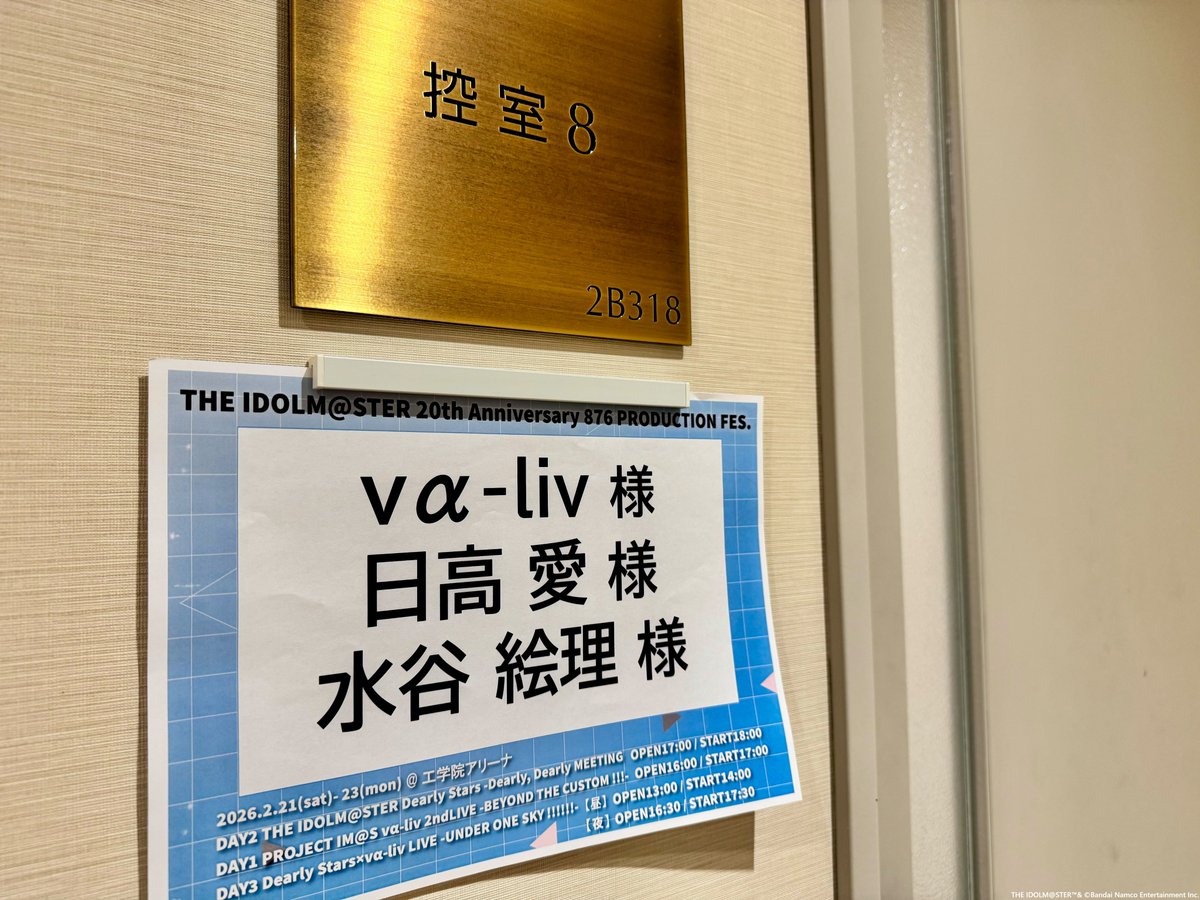 控室8
2B318
THE IDOLM@STER 20th Anniversary 876 PRODUCTION FES.
vα-liv 様
日高 愛 様
水谷 絵理 様
2026.2.21(sat)- 23(mon) @ 工学院アリーナ
DAY2 THE IDOLM@STER Dearly Stars -Dearly, Dearly MEETING OPEN17:00 / START18:00
DAY1 PROJECT IM@S vα-liv 2ndLIVE -BEYOND THE CUSTOM !!!- OPEN16:00 / START17:00
DAY3 Dearly Stars×vα-liv LIVE -UNDER ONE SKY !!!!!!-【昼】OPEN13:00 / START14:00
【夜】OPEN16:30 / START17:30
THE IDOLM@STER™& ©Bandai Namco Entertainment Inc.